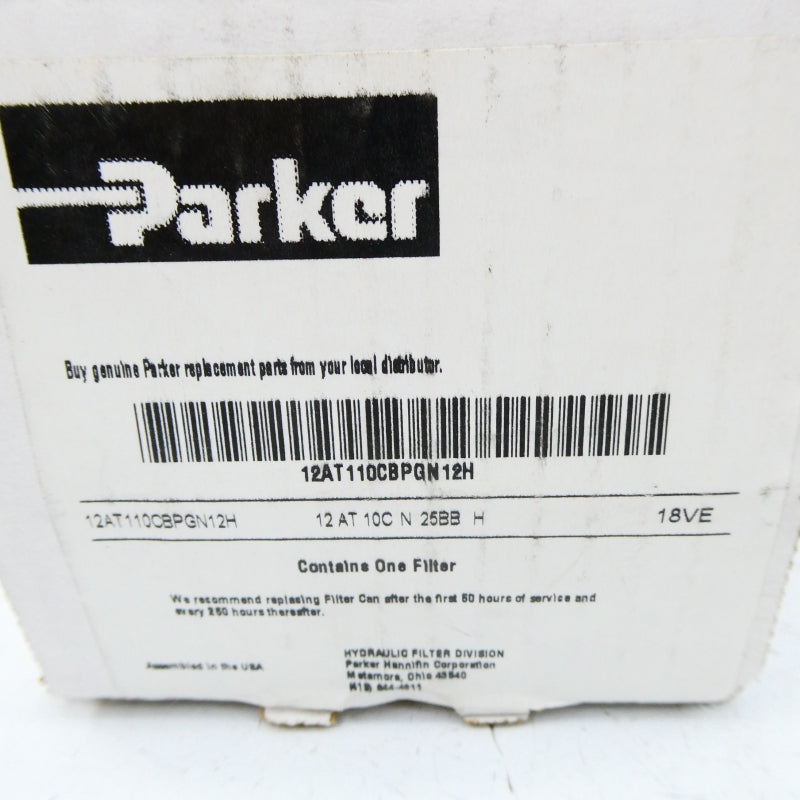 Parker
Buy genuine Parker replacement parts from your local distributor.
12AT110CBPGN12H
12AT110CBPGN12H 12 AT 10C N 25BB H 18VE
Contains One Filter
We recommend replacing Filter Can after the first 50 hours of service and
every 250 hours thereafter.
HYDRAULIC FILTER DIVISION
Assembled in the USA Parker Hannifin Corporation
Metamora, Ohio 43540